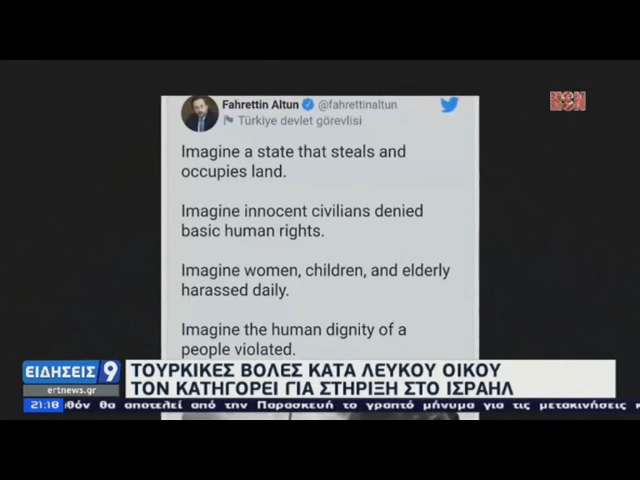 Fahrettin Altun @fahrettinaltun
Türkiye devlet görevlisi
HSN
Imagine a state that steals and
occupies land.
Imagine innocent civilians denied
basic human rights.
Imagine women, children, and elderly
harassed daily.
Imagine the human dignity of a
people violated.
ΕΙΔΗΣΕΙΣ 9
ertnews.gr
ΤΟΥΡΚΙΚΕΣ ΒΟΛΕΣ ΚΑΤΑ ΛΕΥΚΟΥ ΟΙΚΟΥ
ΤΟΝ ΚΑΤΗΓΟΡΕΙ ΓΙΑ ΣΤΗΡΙΞΗ ΣΤΟ ΙΣΡΑΗΛ
21:18 θόν θα αποτελεί από την Παρασκευή το γραπτό μήνυμα για τις μετακινήσεις κ